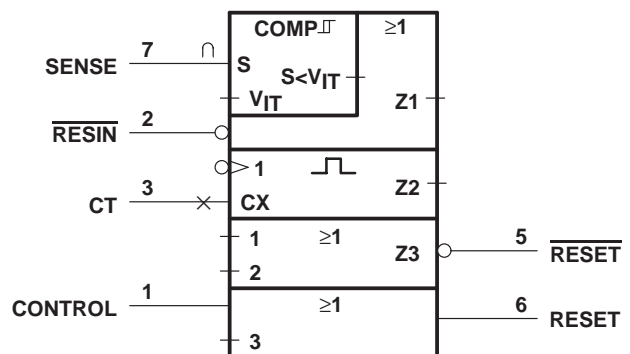 COMP ≥1
7 ∩
SENSE S
S<VIT
VIT Z1
2
RESIN
1
3 Z2
CT CX
1 ≥1
Z3 5
RESET
2
1
CONTROL ≥1 6
RESET
3